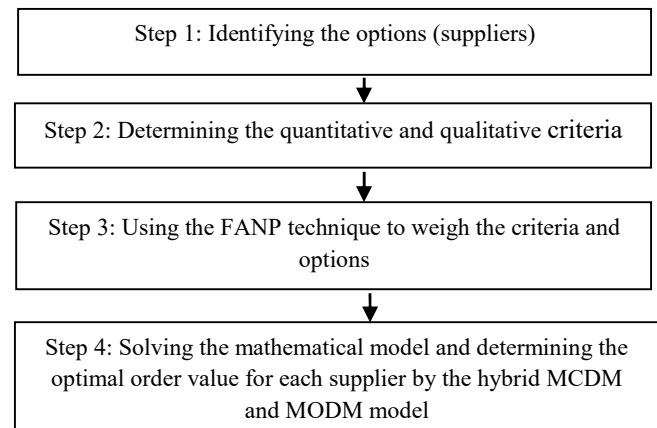 Step 1: Identifying the options (suppliers)
Step 2: Determining the quantitative and qualitative criteria
Step 3: Using the FANP technique to weigh the criteria and
options
Step 4: Solving the mathematical model and determining the
optimal order value for each supplier by the hybrid MCDM
and MODM model